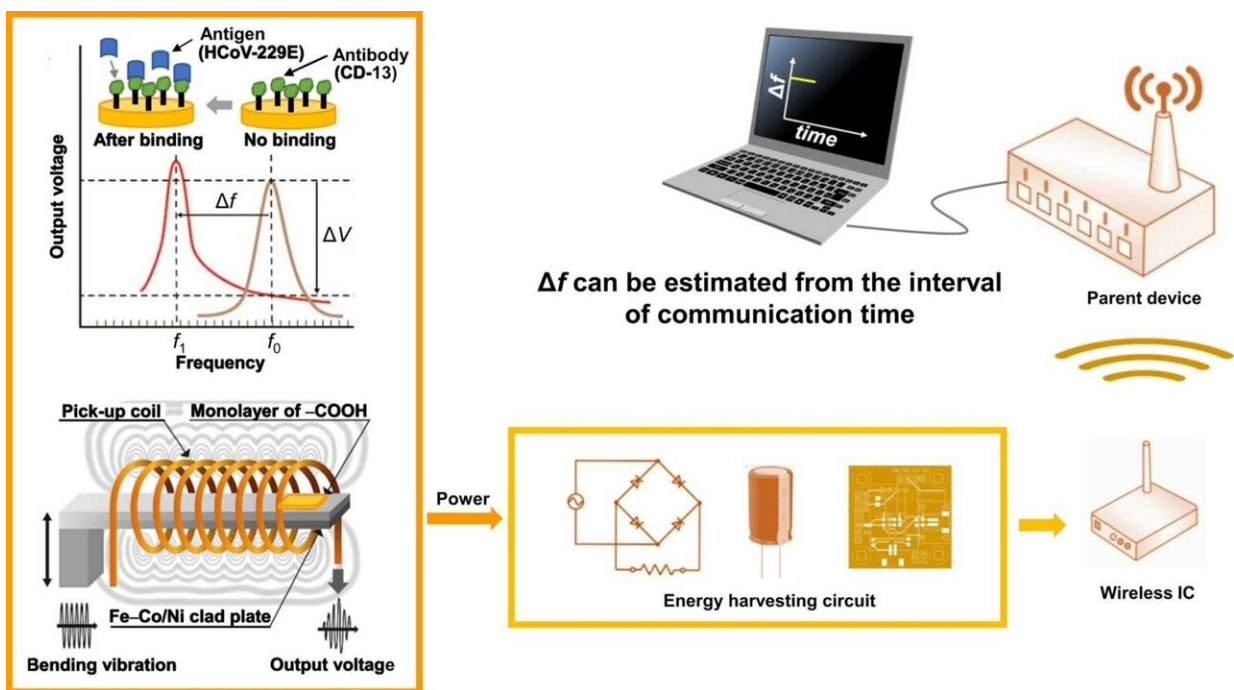 Antigen
(HCoV-229E)
Antibody
(CD-13)
After binding
No binding
Output voltage
Δf
ΔV
f1
f0
Frequency
Pick-up coil
Monolayer of –COOH
Fe–Co/Ni clad plate
Bending vibration
Output voltage
Power
Energy harvesting circuit
Δf
time
Δf can be estimated from the interval
of communication time
Parent device
Wireless IC